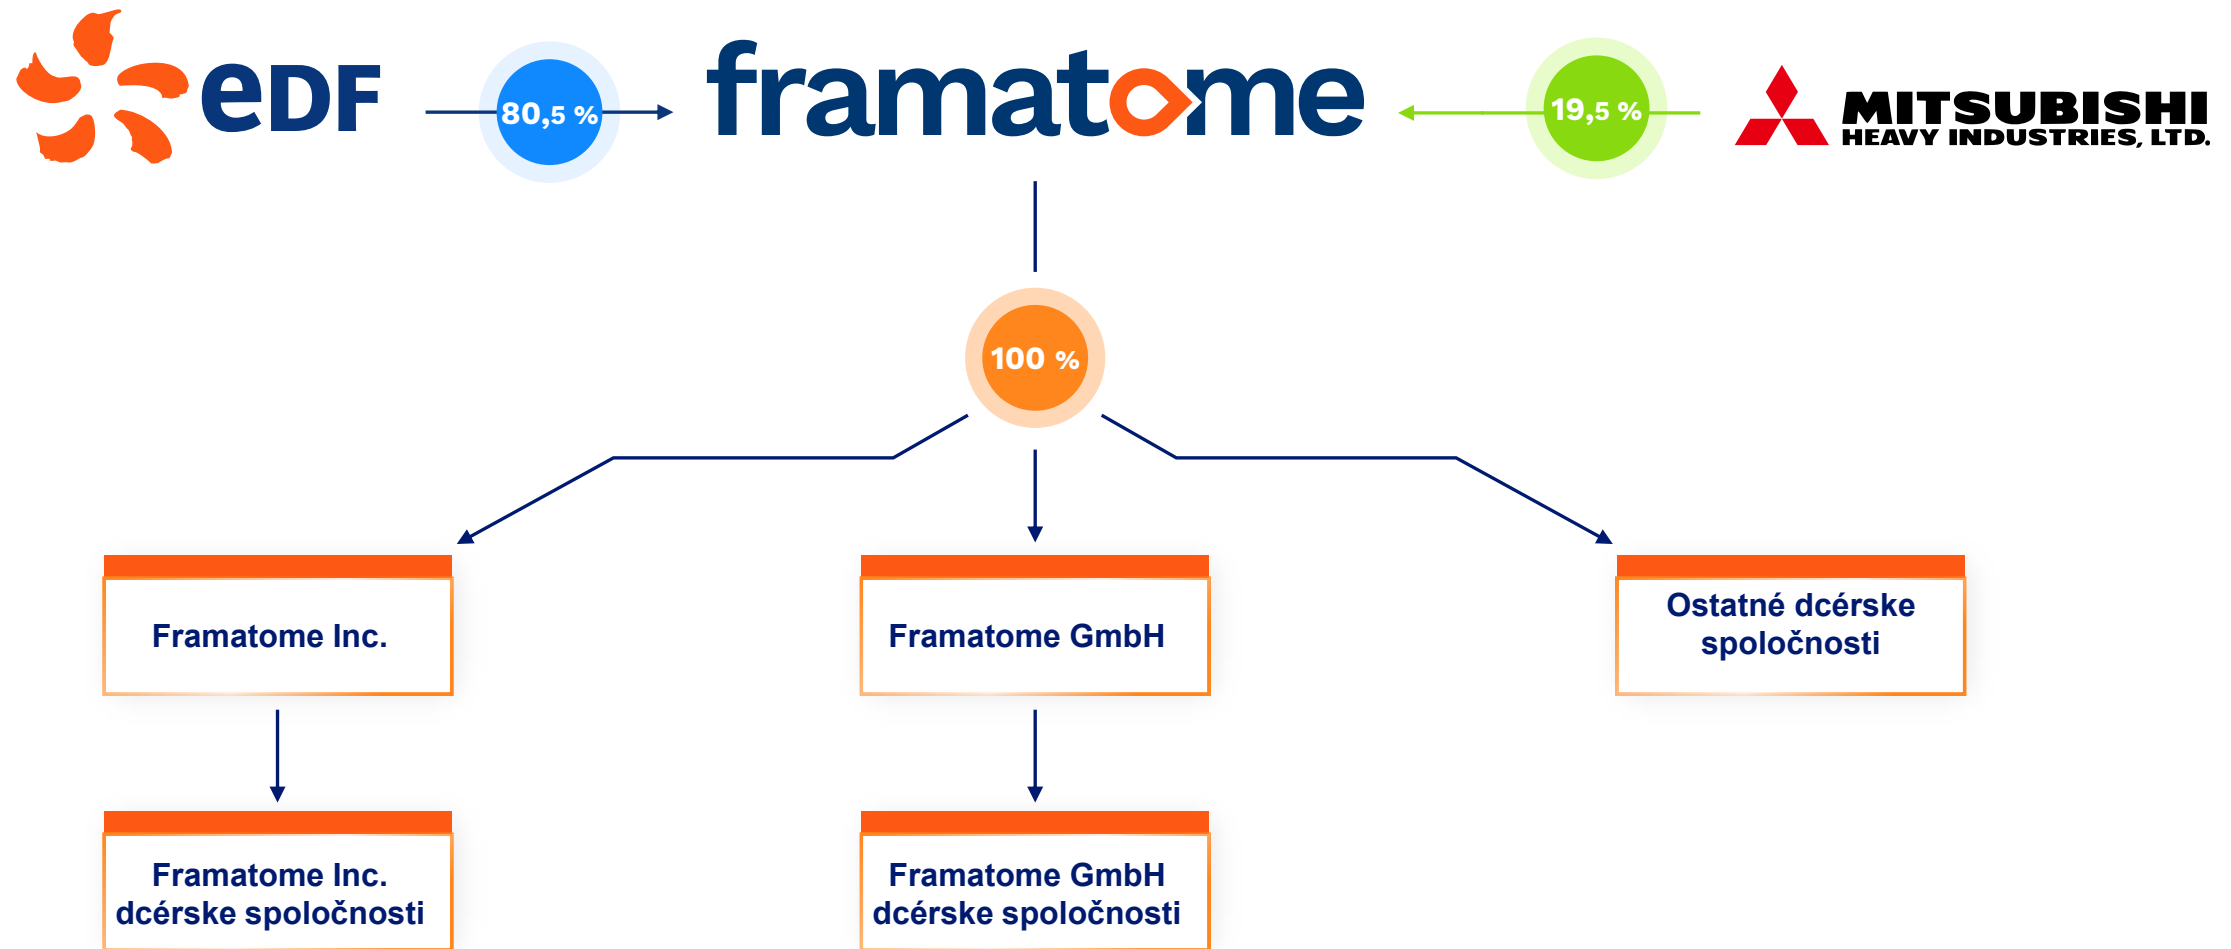 eDF
80,5 %
framatome
19,5 %
MITSUBISHI
HEAVY INDUSTRIES, LTD.
100 %
Framatome Inc.
Framatome GmbH
Ostatné dcérske
spoločnosti
Framatome Inc.
dcérske spoločnosti
Framatome GmbH
dcérske spoločnosti